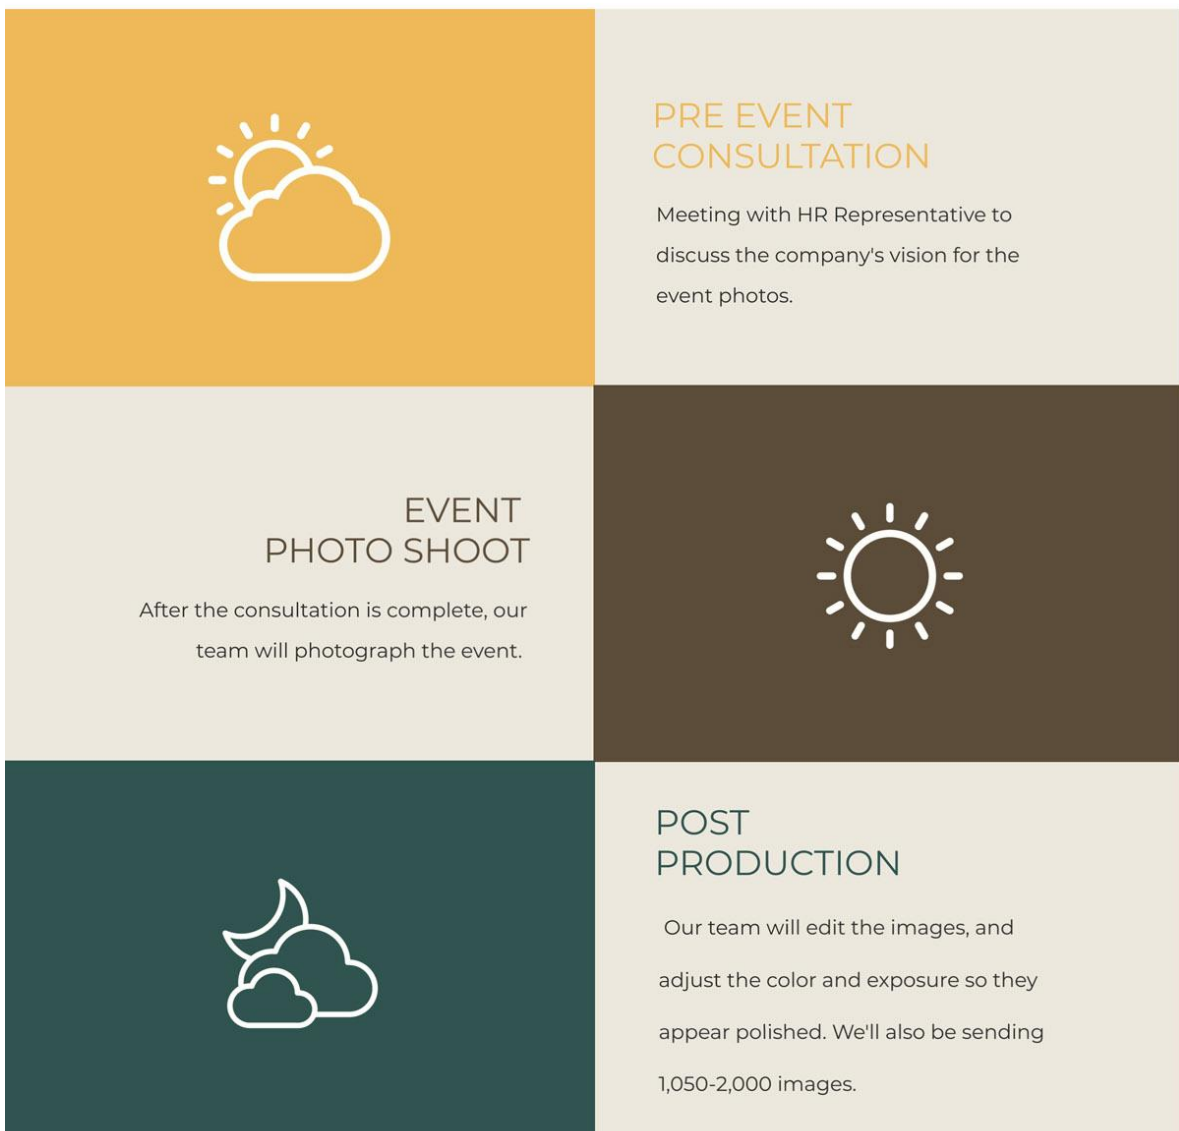 PRE EVENT
CONSULTATION
Meeting with HR Representative to
discuss the company's vision for the
event photos.
EVENT
PHOTO SHOOT
After the consultation is complete, our
team will photograph the event.
POST
PRODUCTION
Our team will edit the images, and
adjust the color and exposure so they
appear polished. We'll also be sending
1,050-2,000 images.